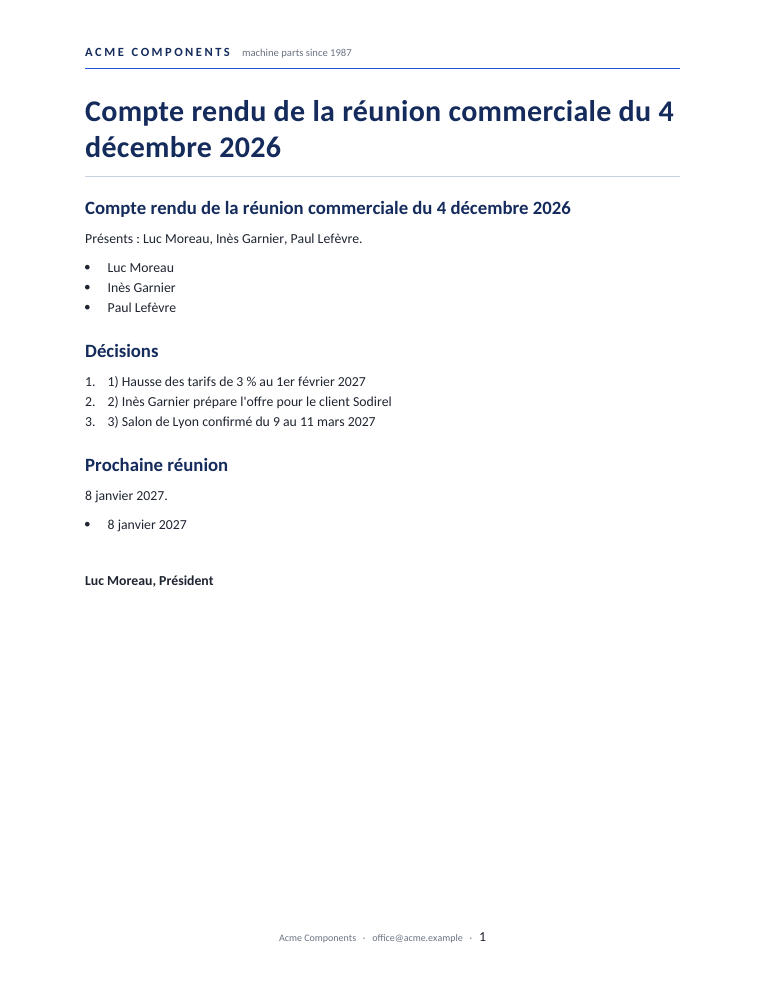 ACME COMPONENTS machine parts since 1987
Compte rendu de la réunion commerciale du 4
décembre 2026
Compte rendu de la réunion commerciale du 4 décembre 2026
Présents : Luc Moreau, Inès Garnier, Paul Lefèvre.
• Luc Moreau
• Inès Garnier
• Paul Lefèvre
Décisions
1. 1) Hausse des tarifs de 3 % au 1er février 2027
2. 2) Inès Garnier prépare l'offre pour le client Sodirel
3. 3) Salon de Lyon confirmé du 9 au 11 mars 2027
Prochaine réunion
8 janvier 2027.
• 8 janvier 2027
Luc Moreau, Président
Acme Components · office@acme.example · 1